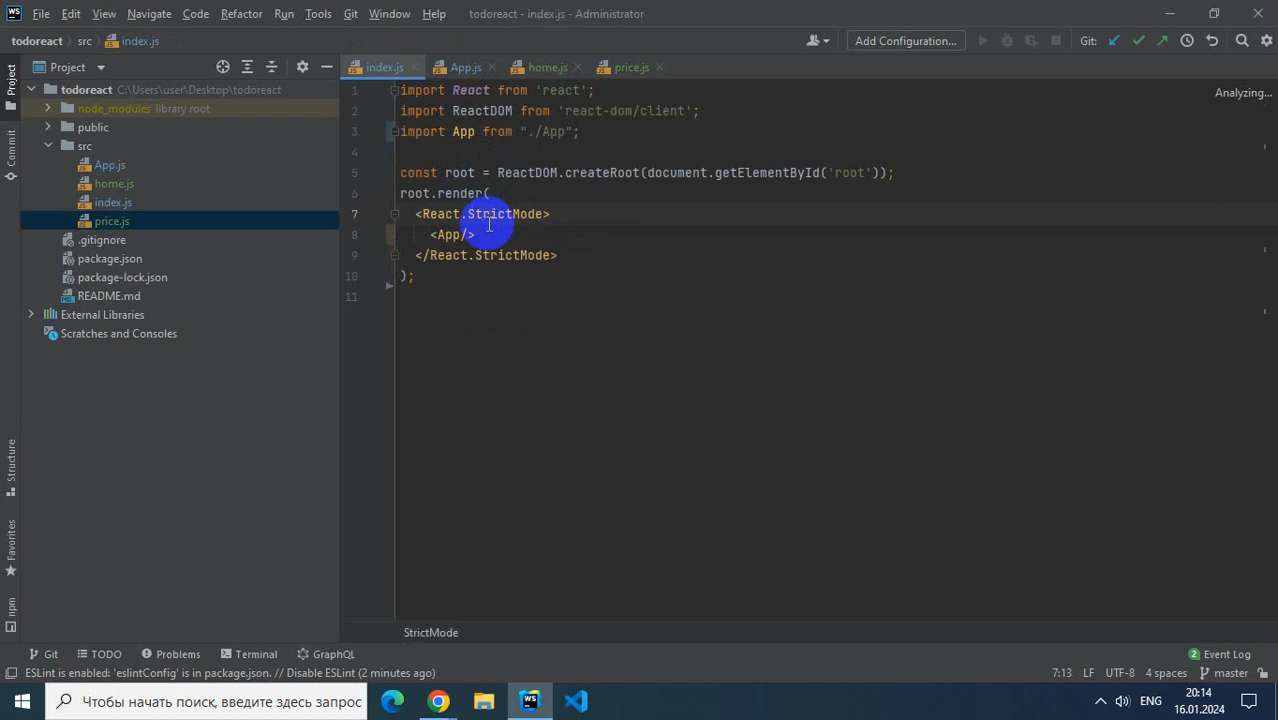 WS File Edit View Navigate Code Refactor Run Tools Git Window Help todoreact - index.js - Administrator
todoreact src index.js Add Configuration... Git:
Project index.js App.js home.js price.js
todoreact C:\Users\user\Desktop\todoreact
node_modules library root
public
src
App.js
home.js
index.js
price.js
.gitignore
package.json
package-lock.json
README.md
External Libraries
Scratches and Consoles
Project
Commit
Structure
Favorites
npm
Analyzing...
1 import React from 'react';
2 import ReactDOM from 'react-dom/client';
3 import App from "./App";
4
5 const root = ReactDOM.createRoot(document.getElementById('root'));
6 root.render(
7 <React.StrictMode>
8 <App/>
9 </React.StrictMode>
10 );
11
StrictMode
Git TODO Problems Terminal GraphQL 2 Event Log
ESLint is enabled: 'eslintConfig' is in package.json. // Disable ESLint (2 minutes ago) 7:13 LF UTF-8 4 spaces master
Чтобы начать поиск, введите здесь запрос WS ENG 20:14
16.01.2024